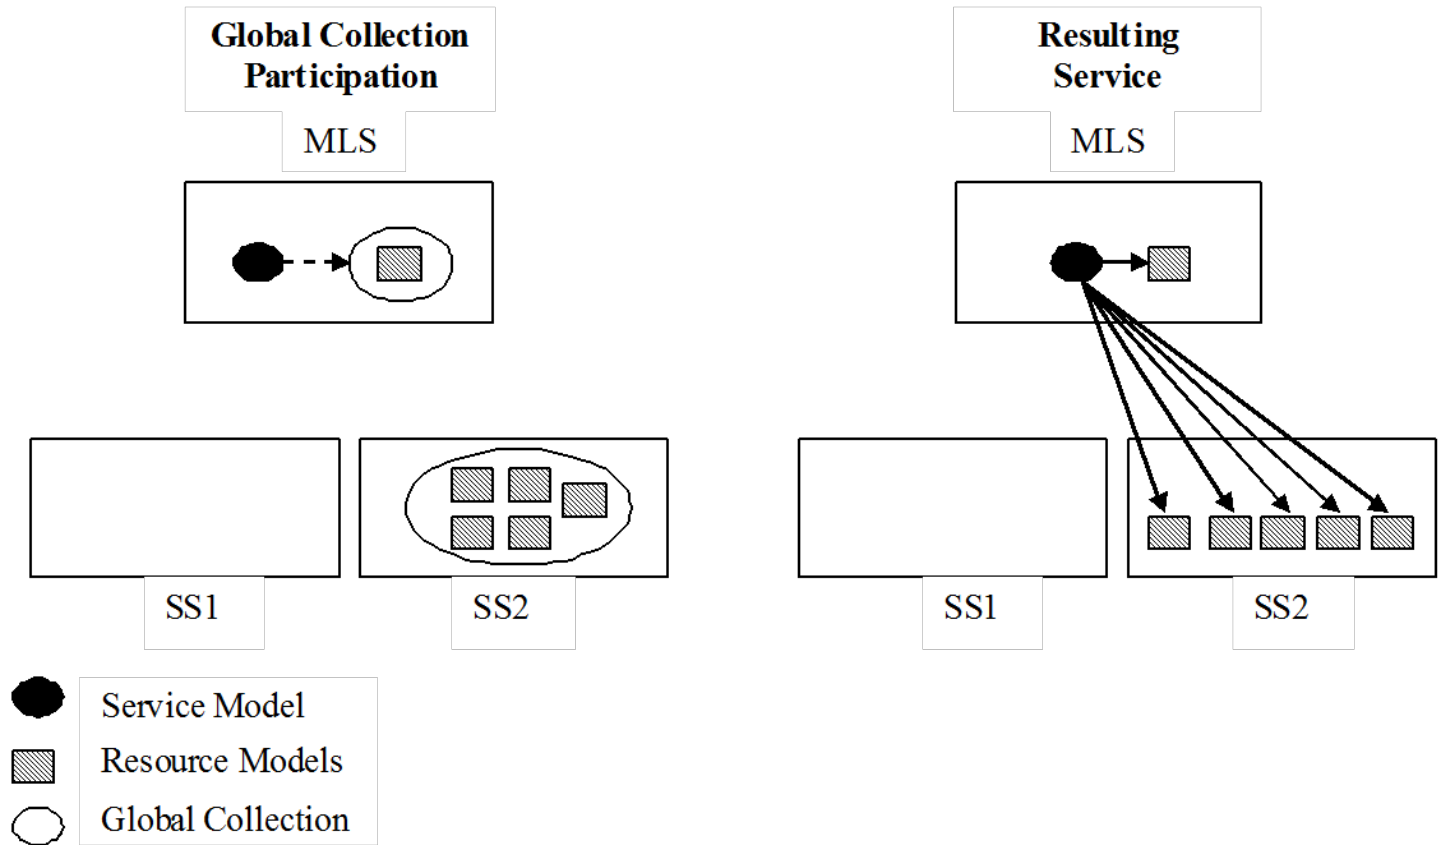 Global Collection
Participation
MLS
SS1
SS2
Resulting
Service
MLS
SS1
SS2
Service Model
Resource Models
Global Collection